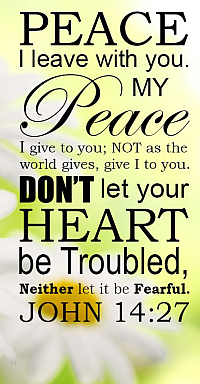 PEACE
I leave with you.
MY
Peace
I give to you; NOT as the
world gives, give I to you.
DON'T let your
HEART
be Troubled,
Neither let it be Fearful.
JOHN 14:27